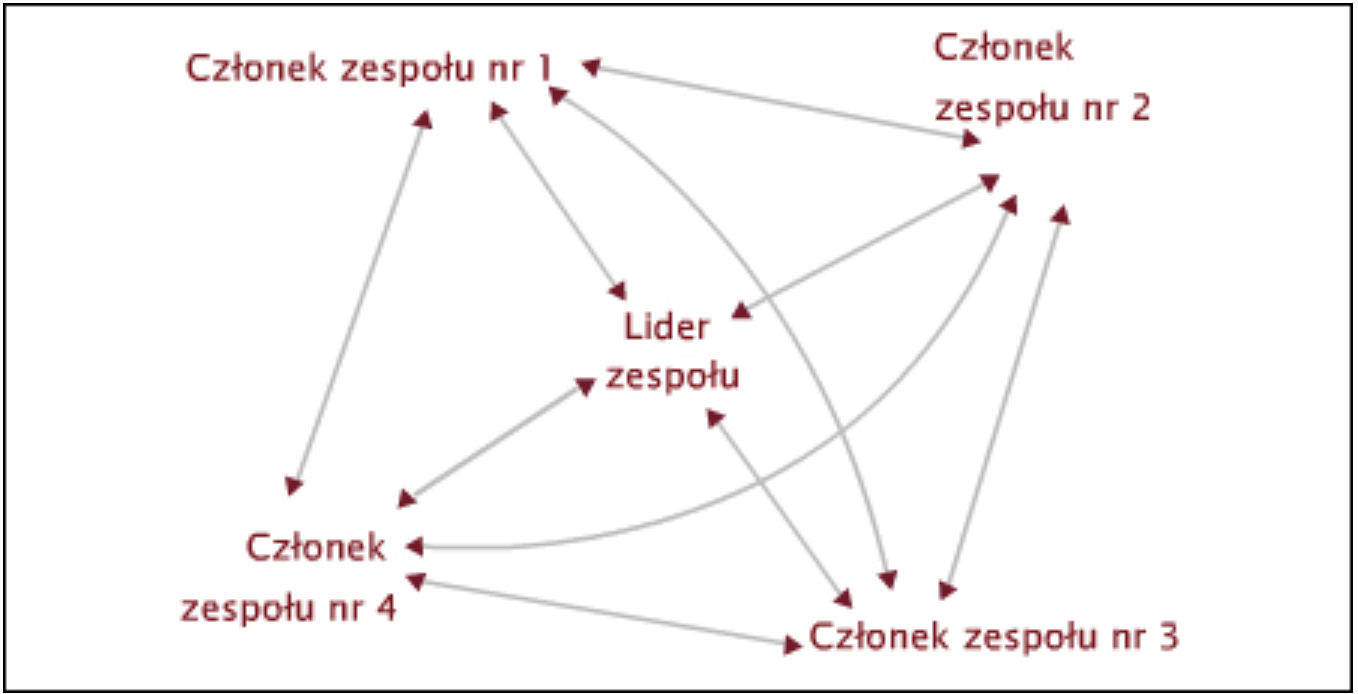 Członek zespołu nr 1
Członek
zespołu nr 2
Lider
zespołu
Członek
zespołu nr 4
Członek zespołu nr 3